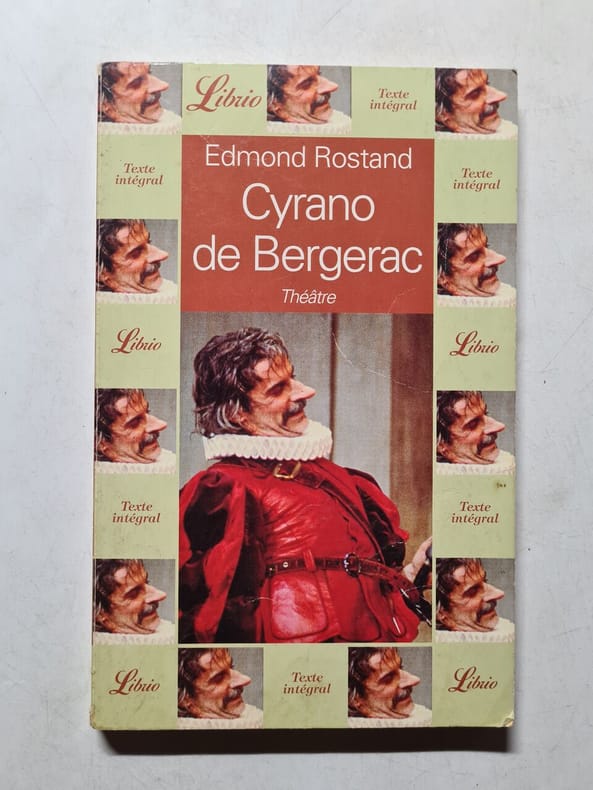 Librio
Texte
intégral
Texte
intégral
Edmond Rostand
Cyrano
de Bergerac
Théâtre
Texte
intégral
Librio
Librio
Texte
intégral
Texte
intégral
Librio
Texte
intégral
Librio